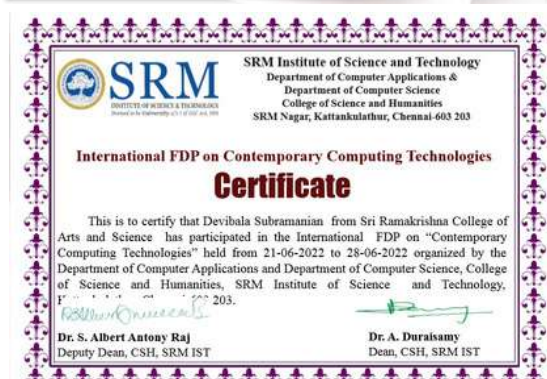 SRM
INSTITUTE OF SCIENCE & TECHNOLOGY
SRM Institute of Science and Technology
Department of Computer Applications &
Department of Computer Science
College of Science and Humanities
SRM Nagar, Kattankulathur, Chennai-603 203
International FDP on Contemporary Computing Technologies
Certificate
This is to certify that Devibala Subramanian from Sri Ramakrishna College of
Arts and Science has participated in the International FDP on “Contemporary
Computing Technologies” held from 21-06-2022 to 28-06-2022 organized by the
Department of Computer Applications and Department of Computer Science, College
of Science and Humanities, SRM Institute of Science and Technology,
203.
Dr. S. Albert Antony Raj
Deputy Dean, CSH, SRM IST
Dr. A. Duraisamy
Dean, CSH, SRM IST